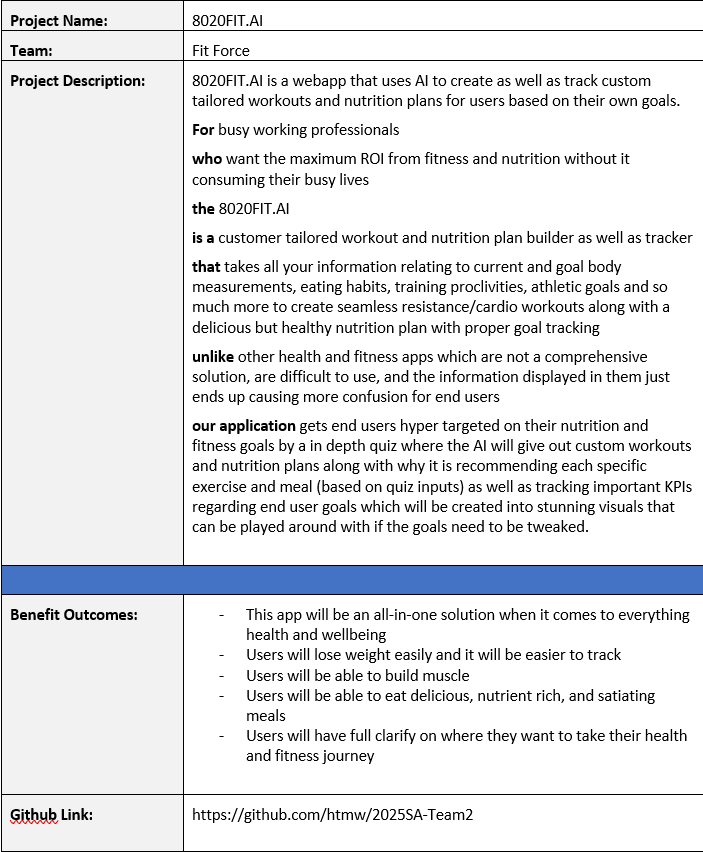 Project Name: 8020FIT.AI
Team: Fit Force
Project Description: 8020FIT.AI is a webapp that uses AI to create as well as track custom
tailored workouts and nutrition plans for users based on their own goals.
For busy working professionals
who want the maximum ROI from fitness and nutrition without it
consuming their busy lives
the 8020FIT.AI
is a customer tailored workout and nutrition plan builder as well as tracker
that takes all your information relating to current and goal body
measurements, eating habits, training proclivities, athletic goals and so
much more to create seamless resistance/cardio workouts along with a
delicious but healthy nutrition plan with proper goal tracking
unlike other health and fitness apps which are not a comprehensive
solution, are difficult to use, and the information displayed in them just
ends up causing more confusion for end users
our application gets end users hyper targeted on their nutrition and
fitness goals by a in depth quiz where the AI will give out custom workouts
and nutrition plans along with why it is recommending each specific
exercise and meal (based on quiz inputs) as well as tracking important KPIs
regarding end user goals which will be created into stunning visuals that
can be played around with if the goals need to be tweaked.
Benefit Outcomes:
- This app will be an all-in-one solution when it comes to everything
health and wellbeing
- Users will lose weight easily and it will be easier to track
- Users will be able to build muscle
- Users will be able to eat delicious, nutrient rich, and satiating
meals
- Users will have full clarify on where they want to take their health
and fitness journey
Github Link: https://github.com/htmw/2025SA-Team2